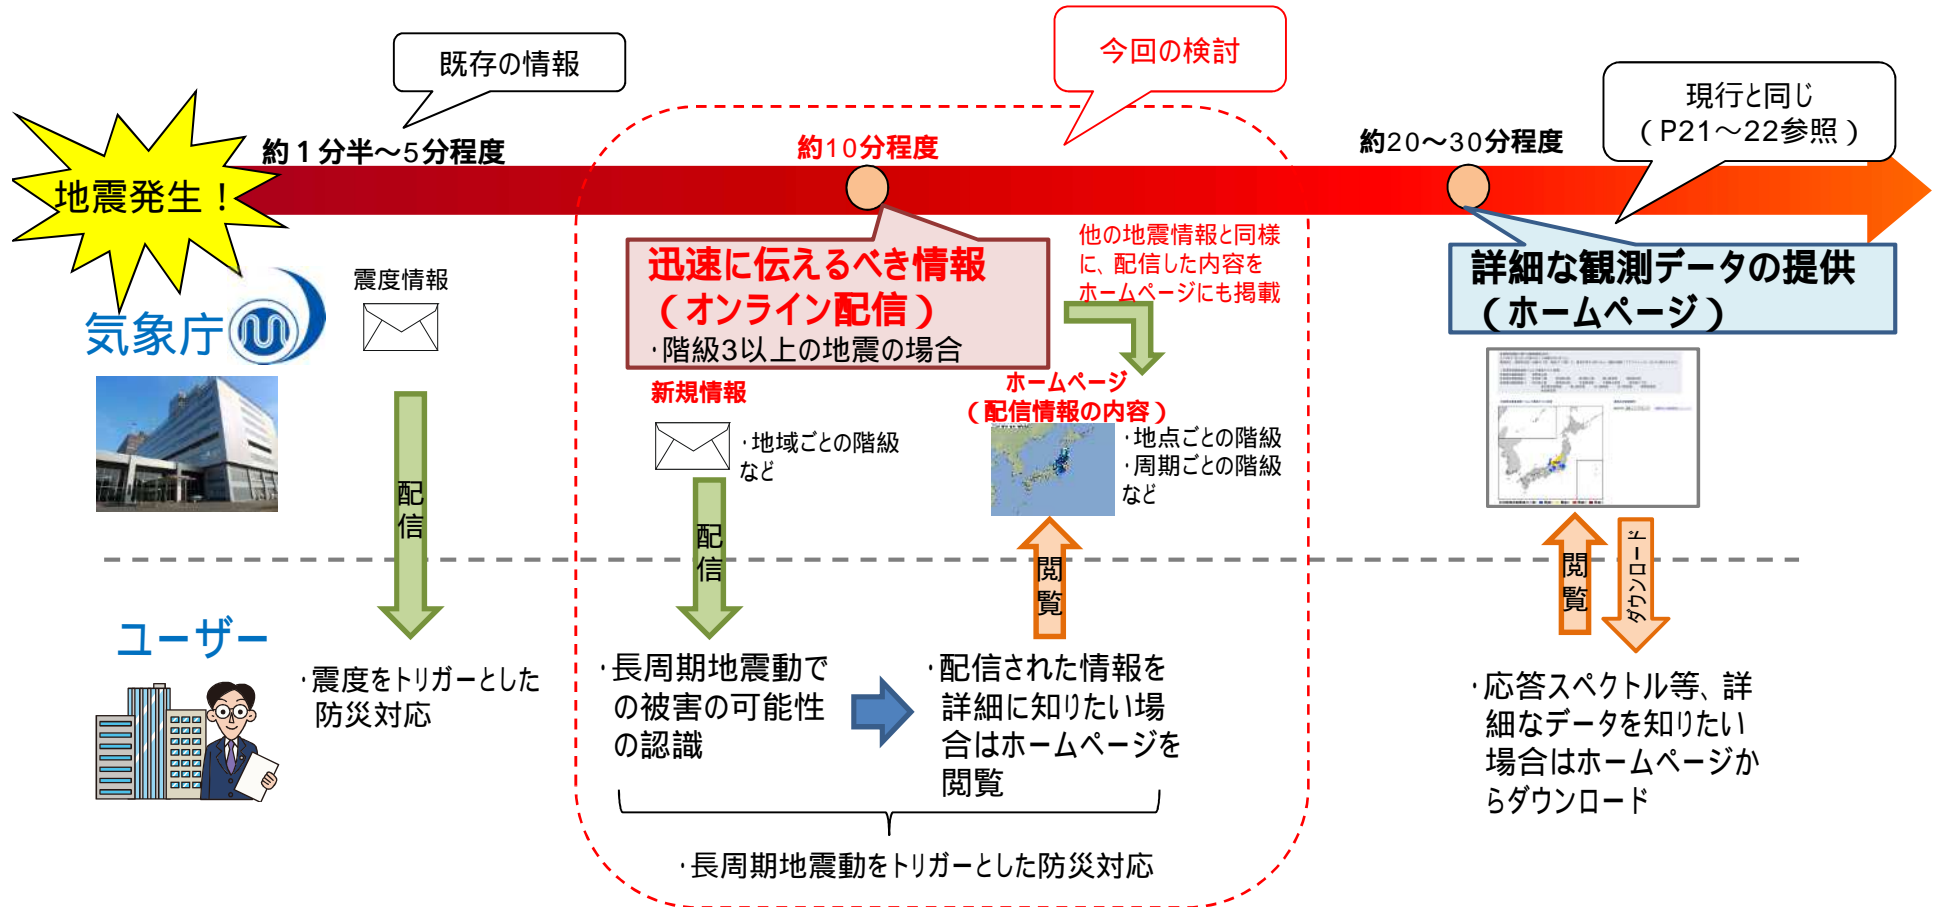 既存の情報
今回の検討
現行と同じ
(P21～22参照)
約1分半～5分程度
約10分程度
約20～30分程度
地震発生!
迅速に伝えるべき情報
(オンライン配信)
・階級3以上の地震の場合
他の地震情報と同様
に、配信した内容を
ホームページにも掲載
詳細な観測データの提供
(ホームページ)
気象庁
震度情報
新規情報
・地域ごとの階級
など
ホームページ
(配信情報の内容)
・地点ごとの階級
・周期ごとの階級
など
配信
配信
閲覧
閲覧
ダウンロード
ユーザー
・震度をトリガーとした
防災対応
・長周期地震動で
の被害の可能性
の認識
・配信された情報を
詳細に知りたい場
合はホームページを
閲覧
・応答スペクトル等、詳
細なデータを知りたい
場合はホームページか
らダウンロード
・長周期地震動をトリガーとした防災対応